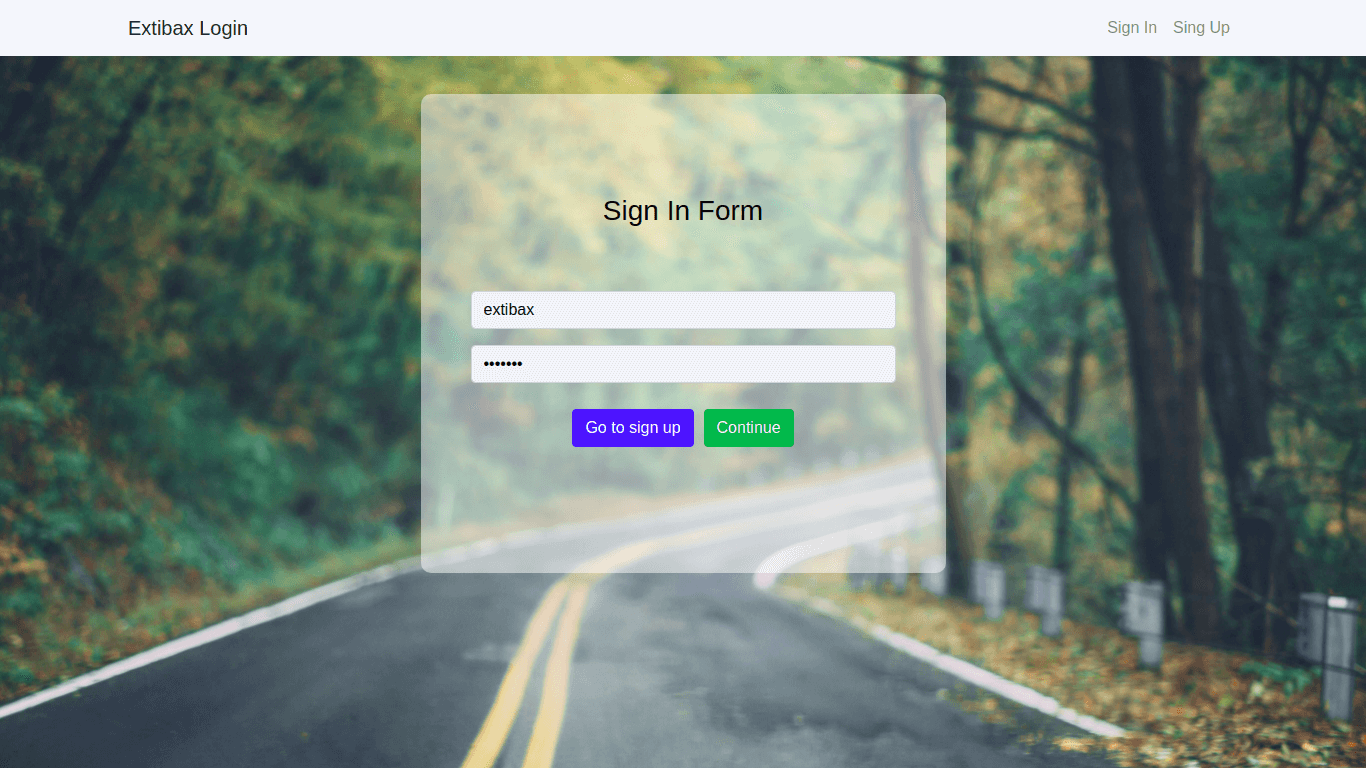 Extibax Login
Sign In Sing Up
Sign In Form
extibax
•••••••
Go to sign up Continue